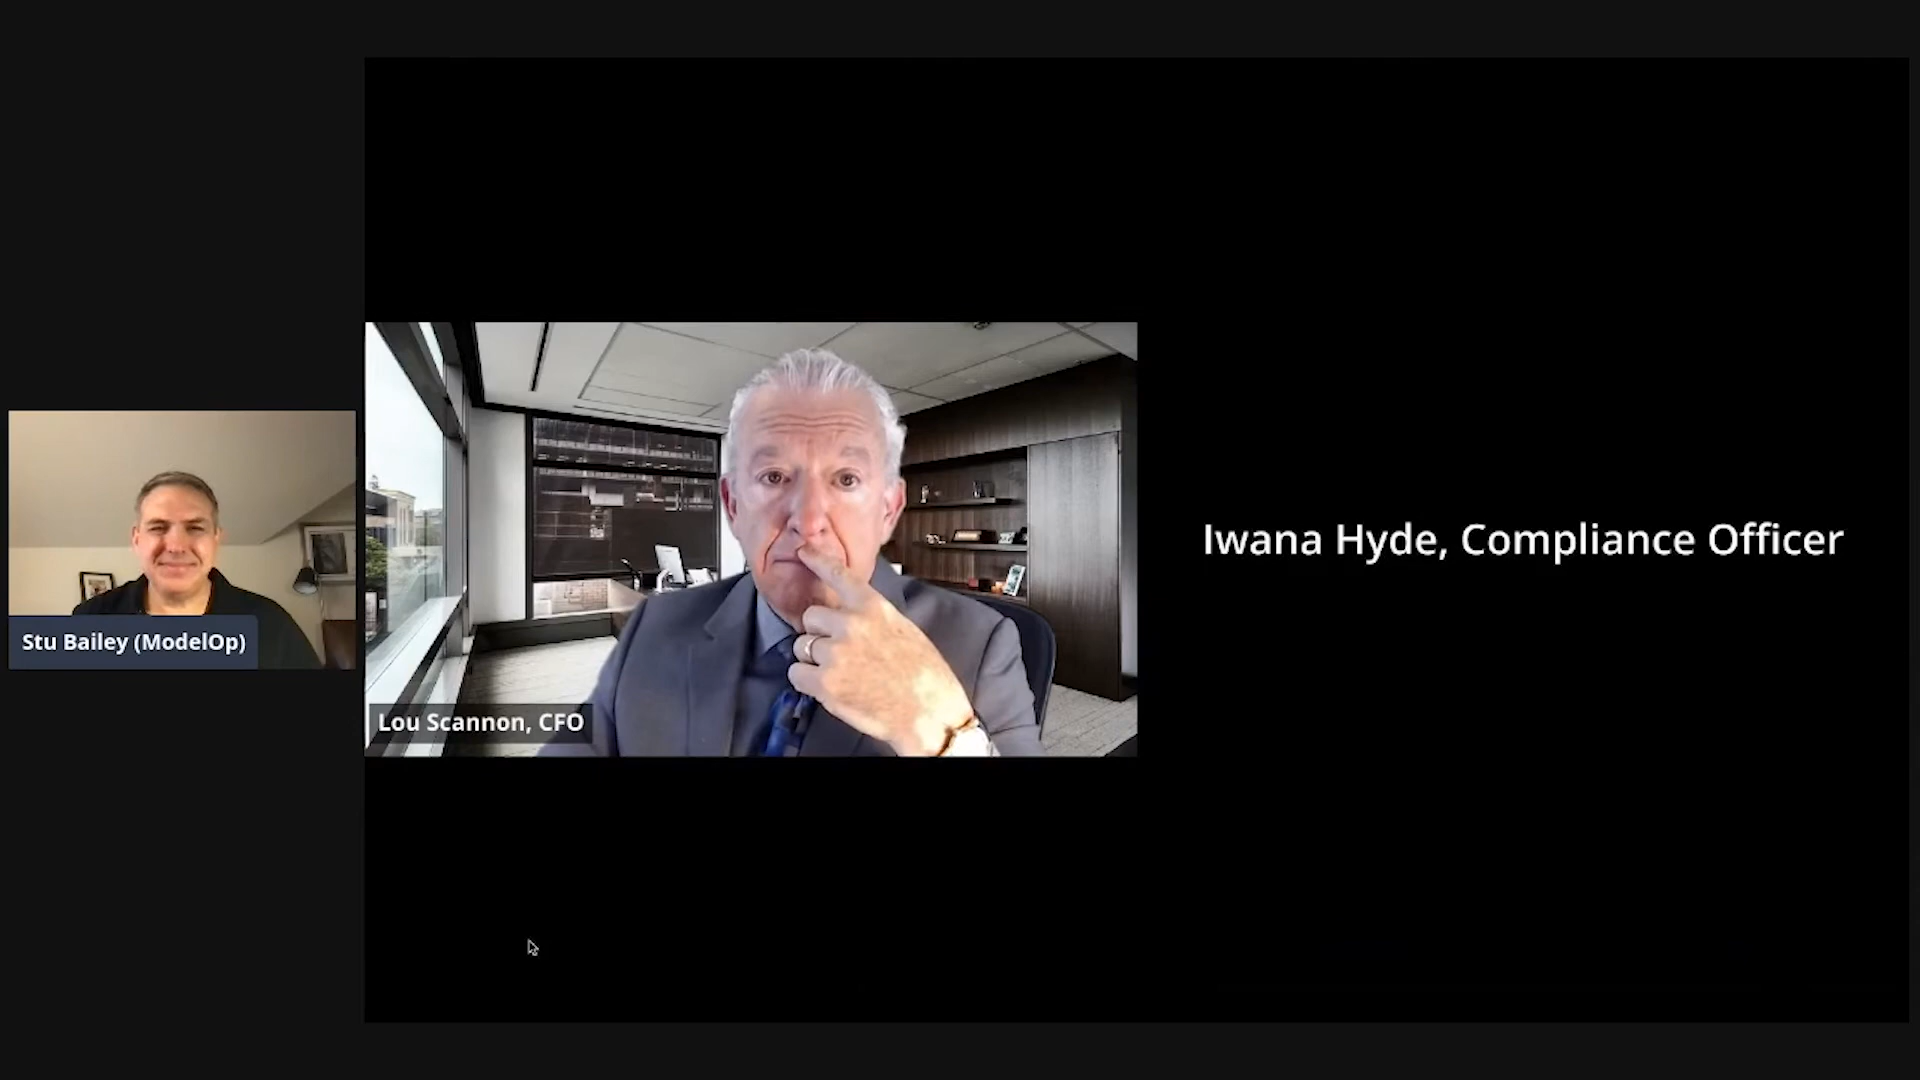 Stu Bailey (ModelOp)
Lou Scannon, CFO
Iwana Hyde, Compliance Officer